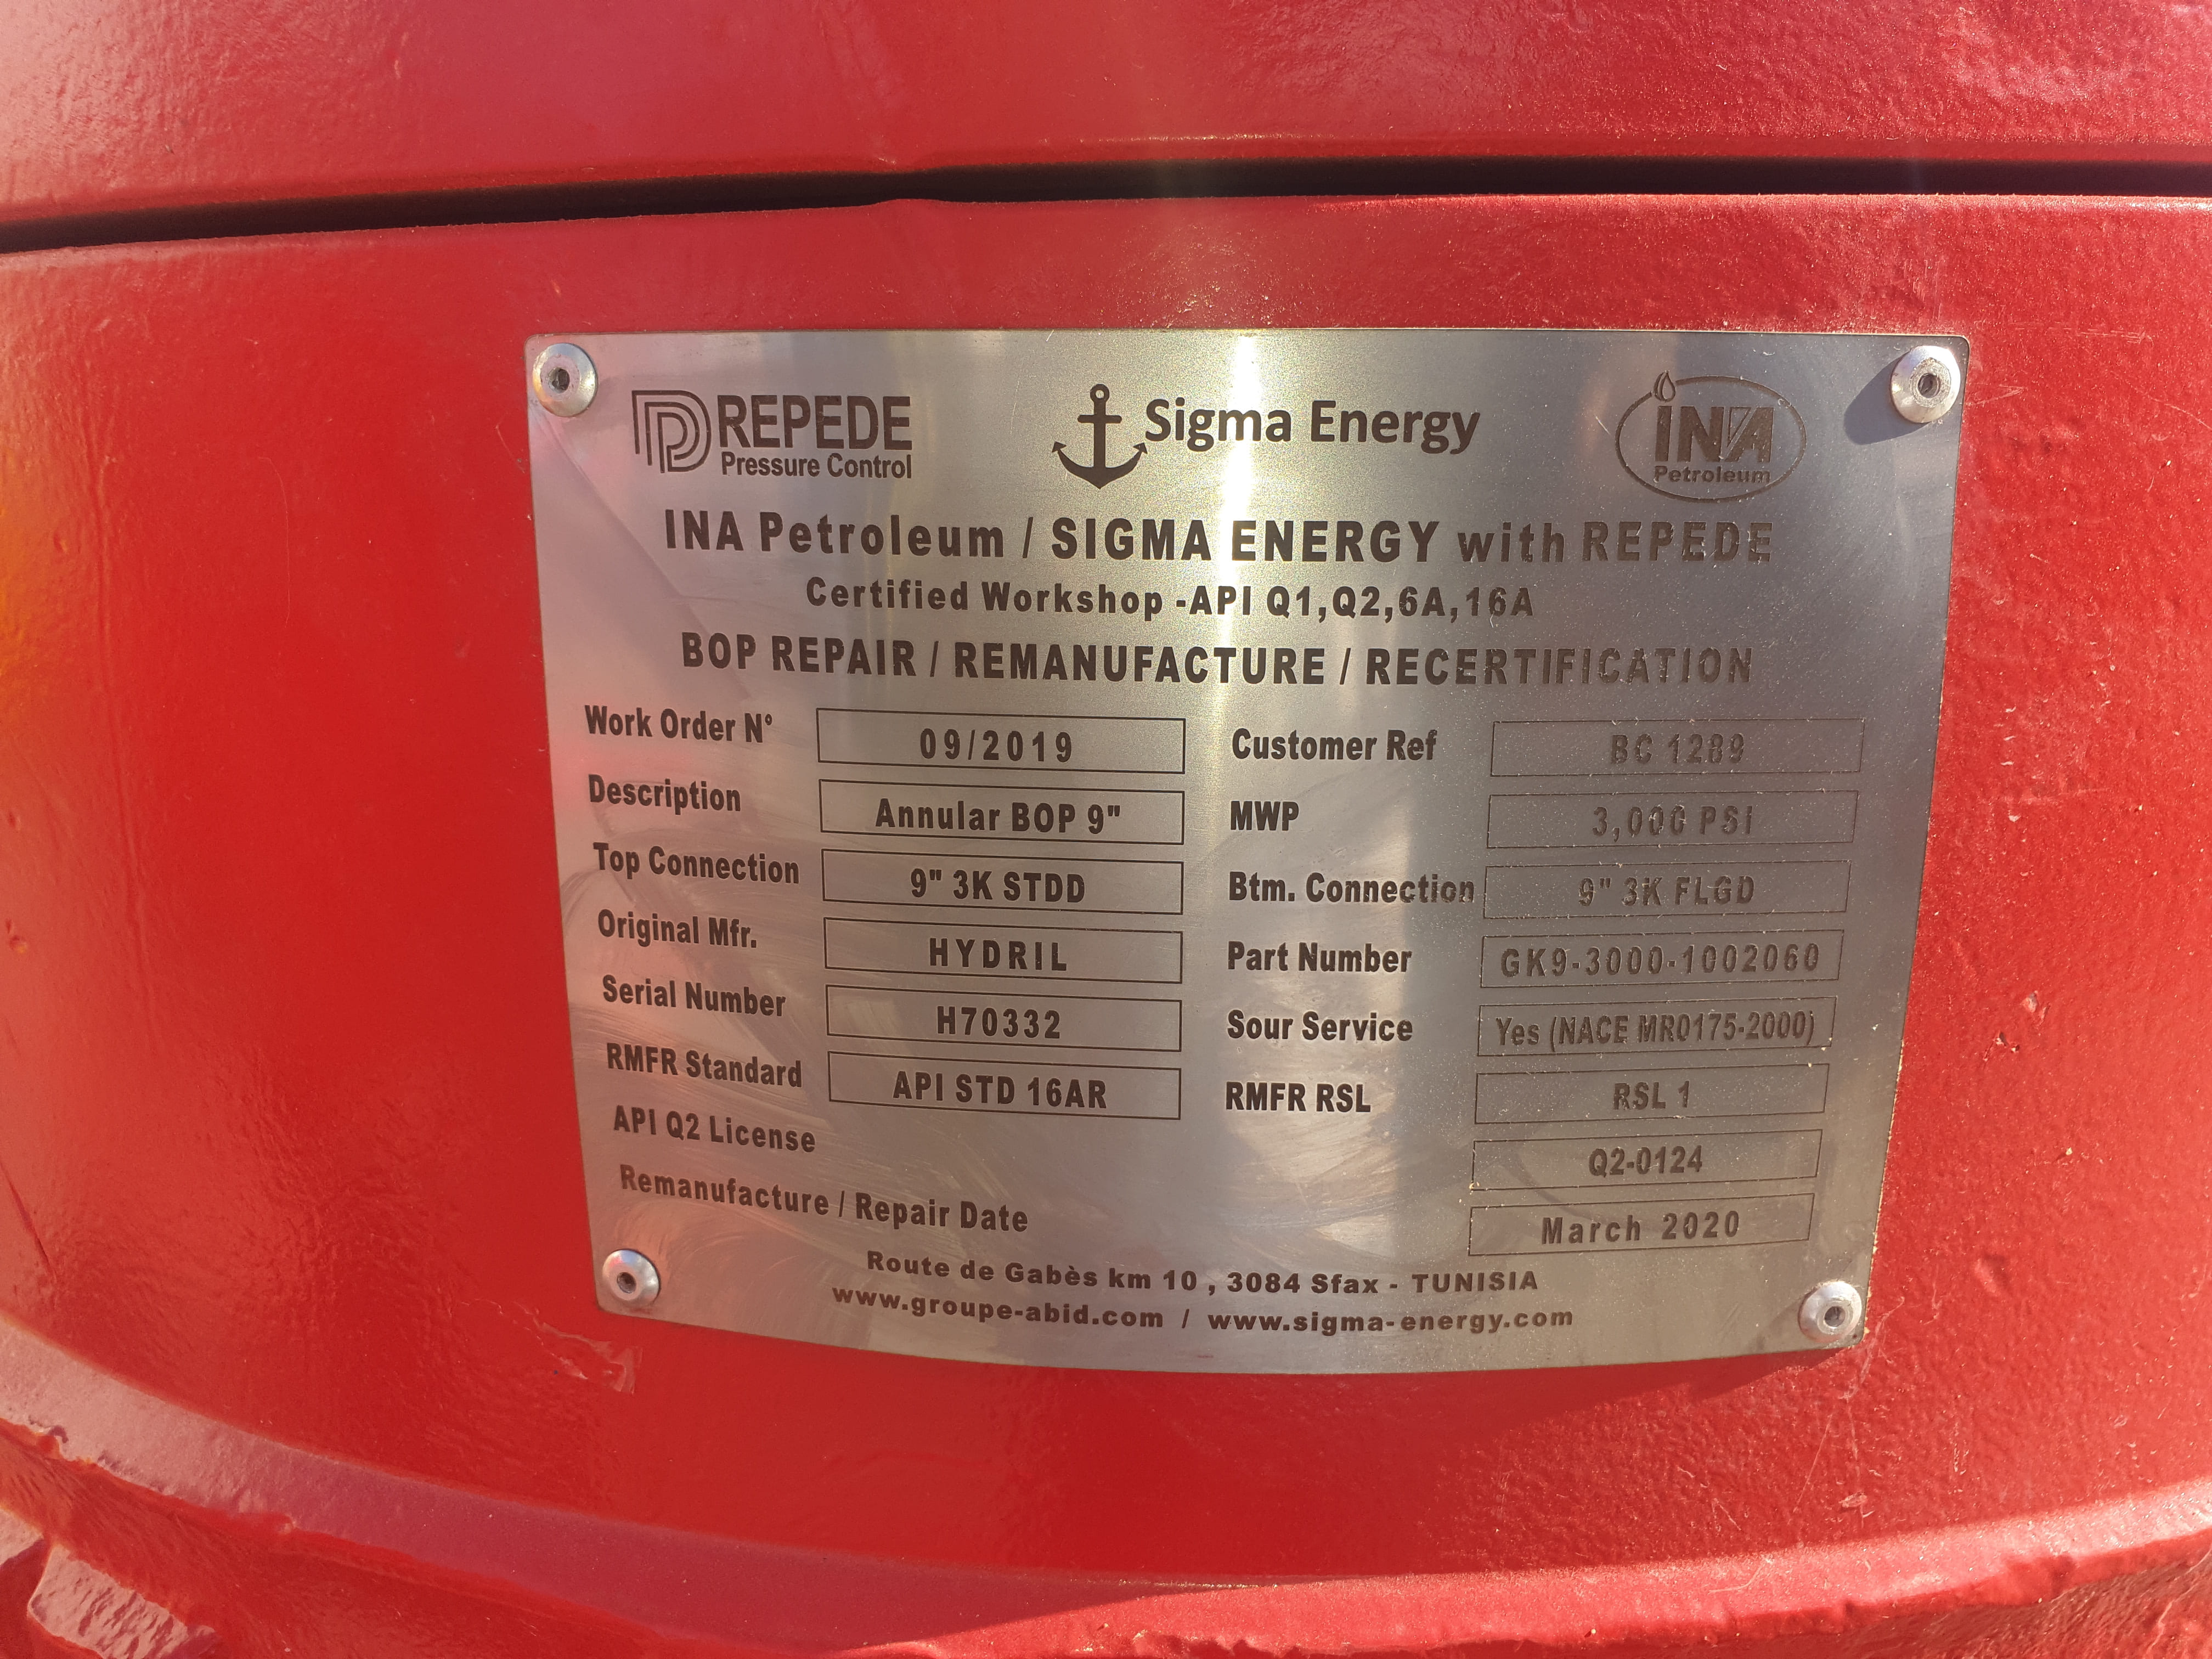 REPEDE
Pressure Control
Sigma Energy
INA
Petroleum
INA Petroleum / SIGMA ENERGY with REPEDE
Certified Workshop -API Q1,Q2,6A,16A
BOP REPAIR / REMANUFACTURE / RECERTIFICATION
Work Order N° 09/2019 Customer Ref BC 1289
Description Annular BOP 9" MWP 3,000 PSI
Top Connection 9" 3K STDD Btm. Connection 9" 3K FLGD
Original Mfr. HYDRIL Part Number GK9-3000-1002060
Serial Number H70332 Sour Service Yes (NACE MR0175-2000)
RMFR Standard API STD 16AR RMFR RSL RSL 1
API Q2 License Q2-0124
Remanufacture / Repair Date March 2020
Route de Gabès km 10 , 3084 Sfax - TUNISIA
www.groupe-abid.com / www.sigma-energy.com